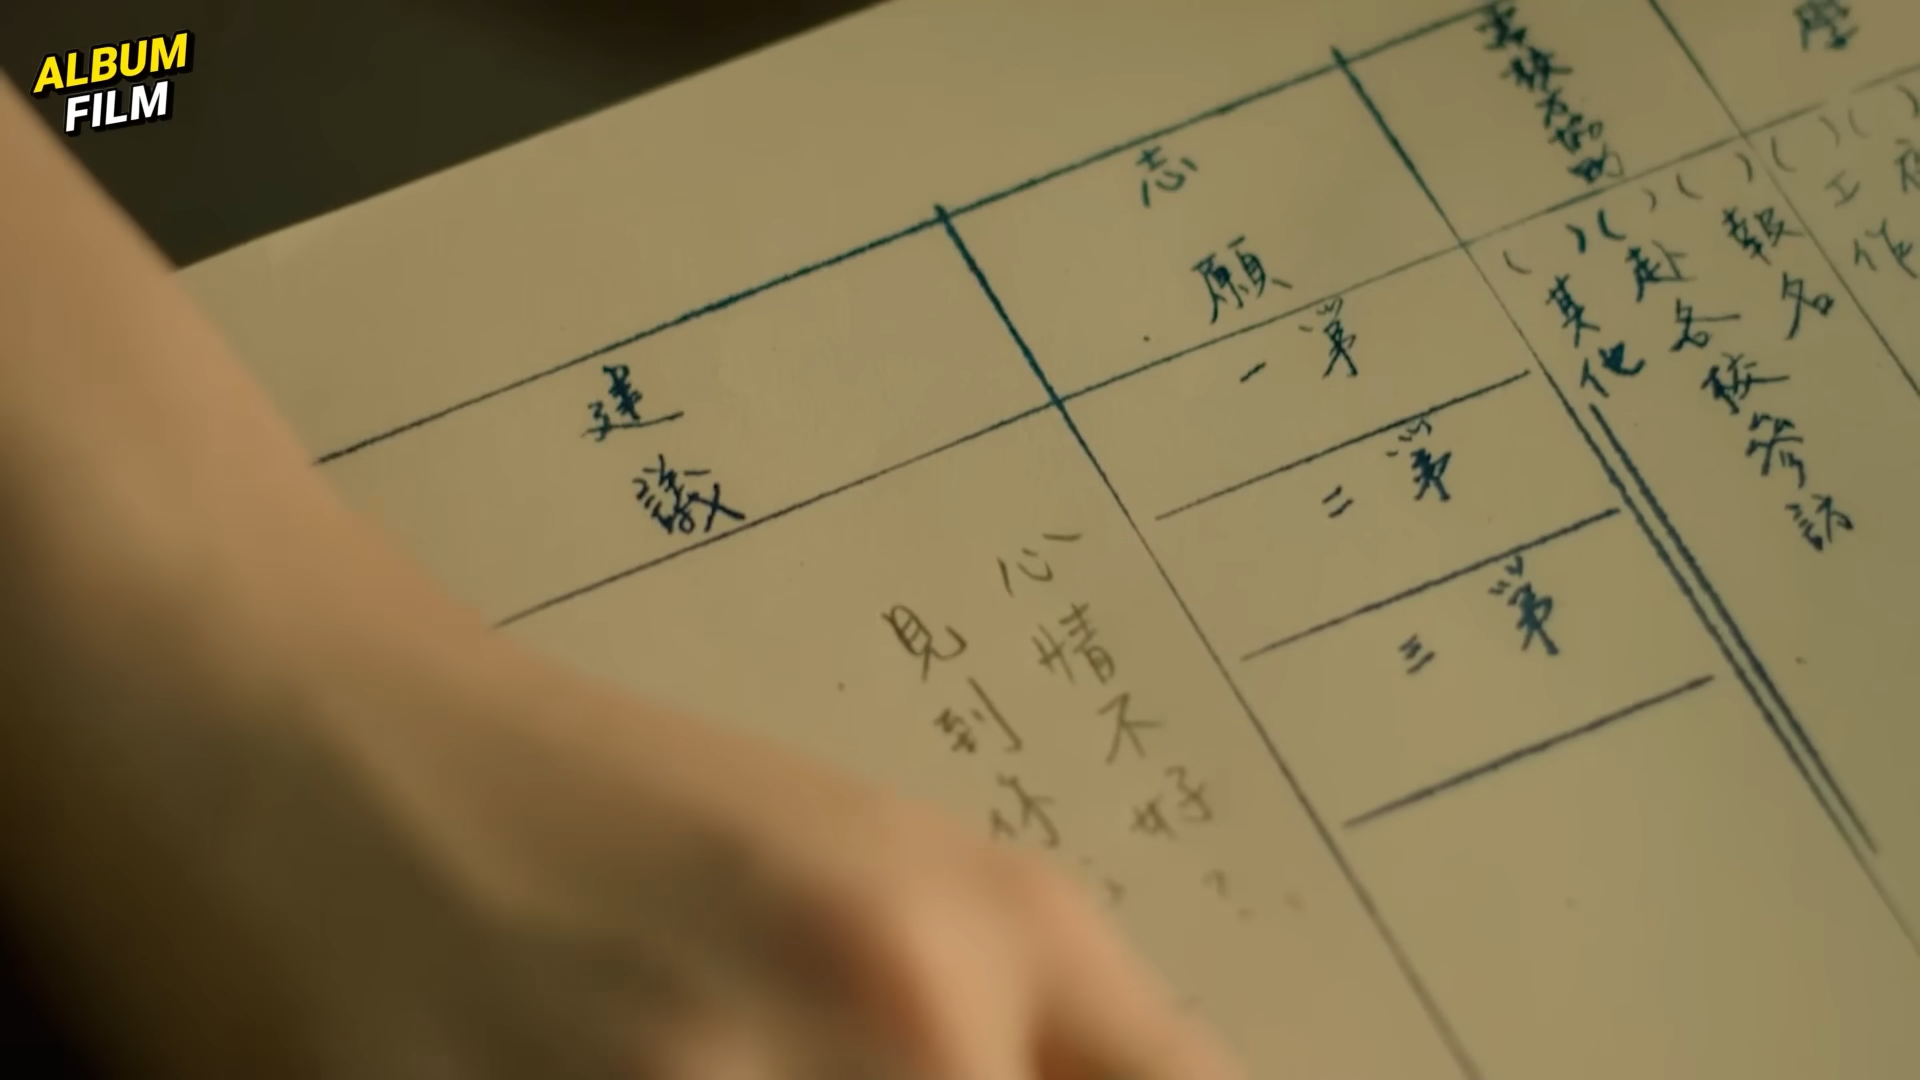 ALBUM
FILM
報名
赴各校參訪
其他
工作
志願
第一
第二
第三
建議
心情不好
見到你